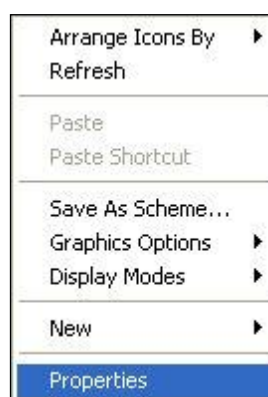 Arrange Icons By
Refresh
Paste
Paste Shortcut
Save As Scheme...
Graphics Options
Display Modes
New
Properties